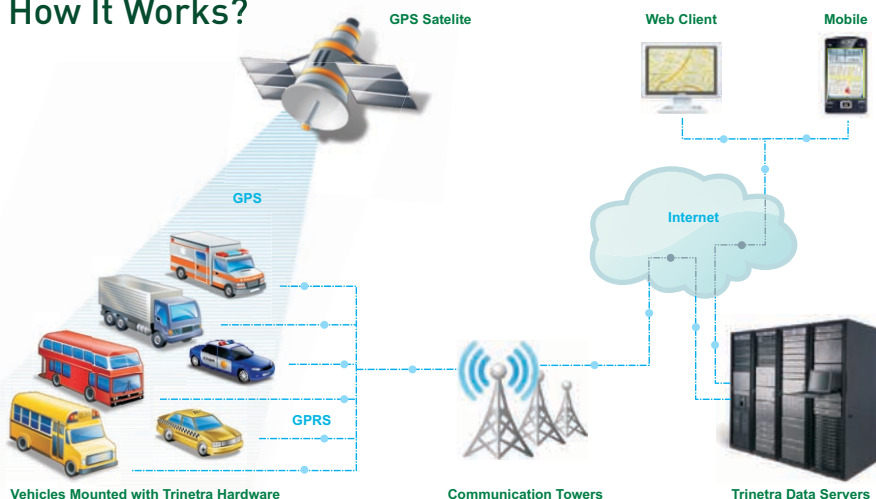 How It Works?
GPS Satelite
Web Client
Mobile
GPS
Internet
GPRS
Vehicles Mounted with Trinetra Hardware
Communication Towers
Trinetra Data Servers